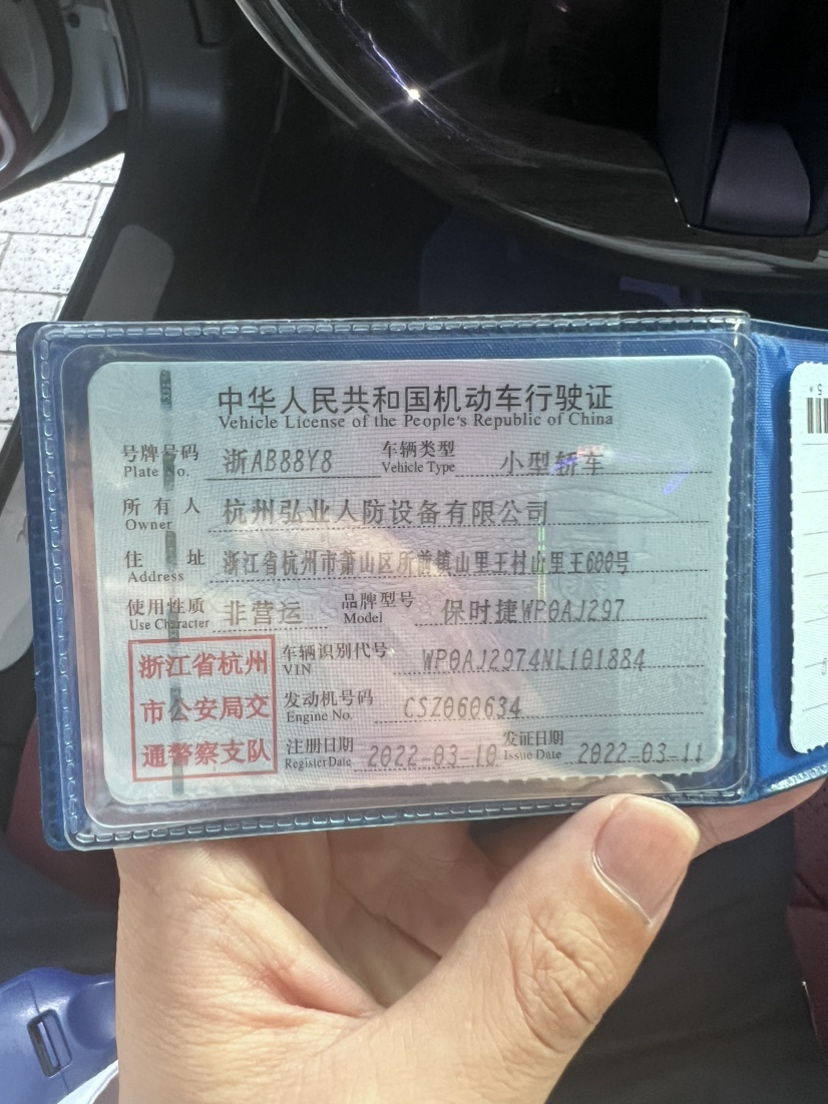 中华人民共和国机动车行驶证
Vehicle License of the People's Republic of China
号牌号码 浙AB88Y8 车辆类型 小型轿车
Plate No. Vehicle Type
所有人 杭州弘业人防设备有限公司
Owner
住址 浙江省杭州市萧山区所前镇山里王村山里王600号
Address
使用性质 非营运 品牌型号 保时捷WP0AJ297
Use Character Model
浙江省杭州
市公安局交
通警察支队
车辆识别代号 WP0AJ2974NL101884
VIN
发动机号码 CSZ060634
Engine No.
注册日期 2022-03-10 发证日期 2022-03-11
Register Date Issue Date